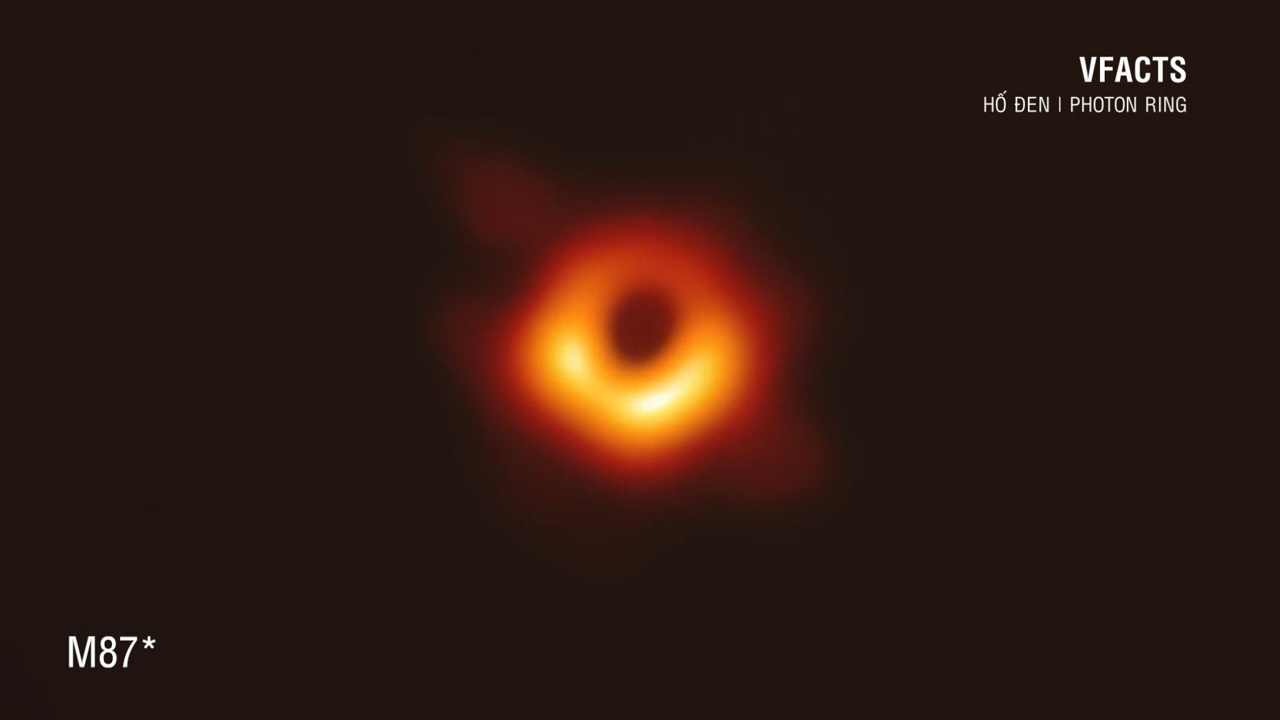 VFACTS
HỐ ĐEN | PHOTON RING
M87*